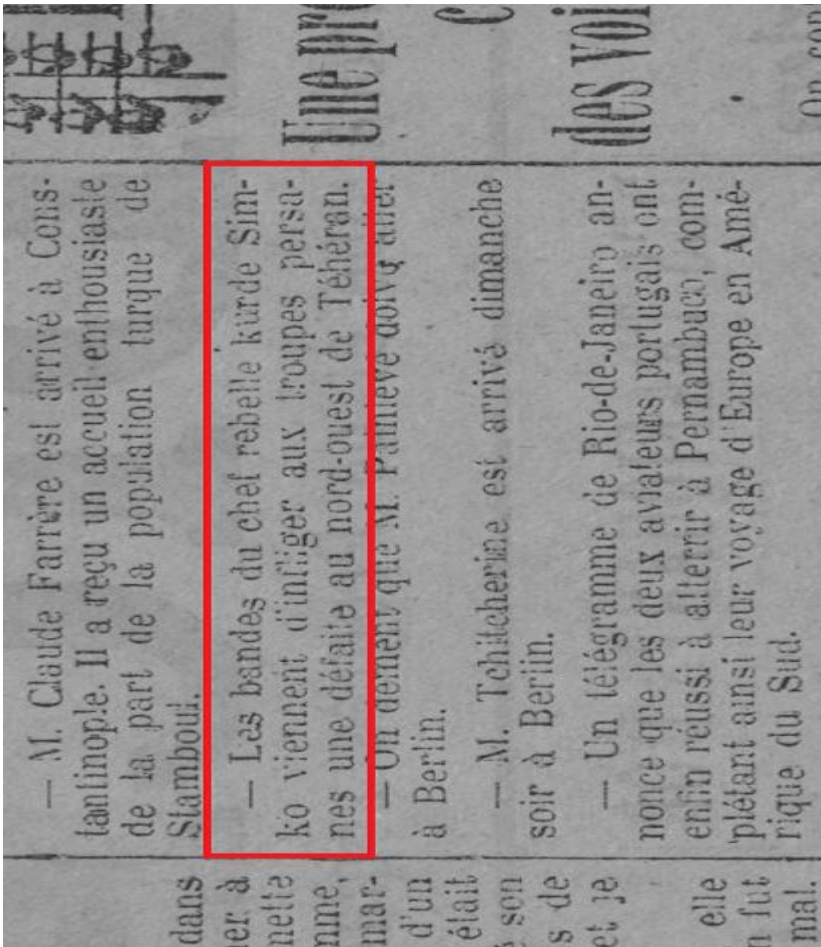 dans
nette
mar-
d'un
était
son
de
et je
elle
fut
mal.
— M. Claude Farrère est arrivé à Cons-
tantinople. Il a reçu un accueil enthousiaste
de la part de la population turque de
Stamboul.
— Les bandes du chef rebelle kurde Sim-
ko viennent d'infliger aux troupes persa-
nes une défaite au nord-ouest de Téhéran.
— On dément que M. Painlevé doive aller
à Berlin.
— M. Tchitcherine est arrivé dimanche
soir à Berlin.
— Un télégramme de Rio-de-Janeiro an-
nonce que les deux aviateurs portugais ont
enfin réussi à atterrir à Pernambuco, com-
plétant ainsi leur voyage d'Europe en Amé-
rique du Sud.
Une
des
On